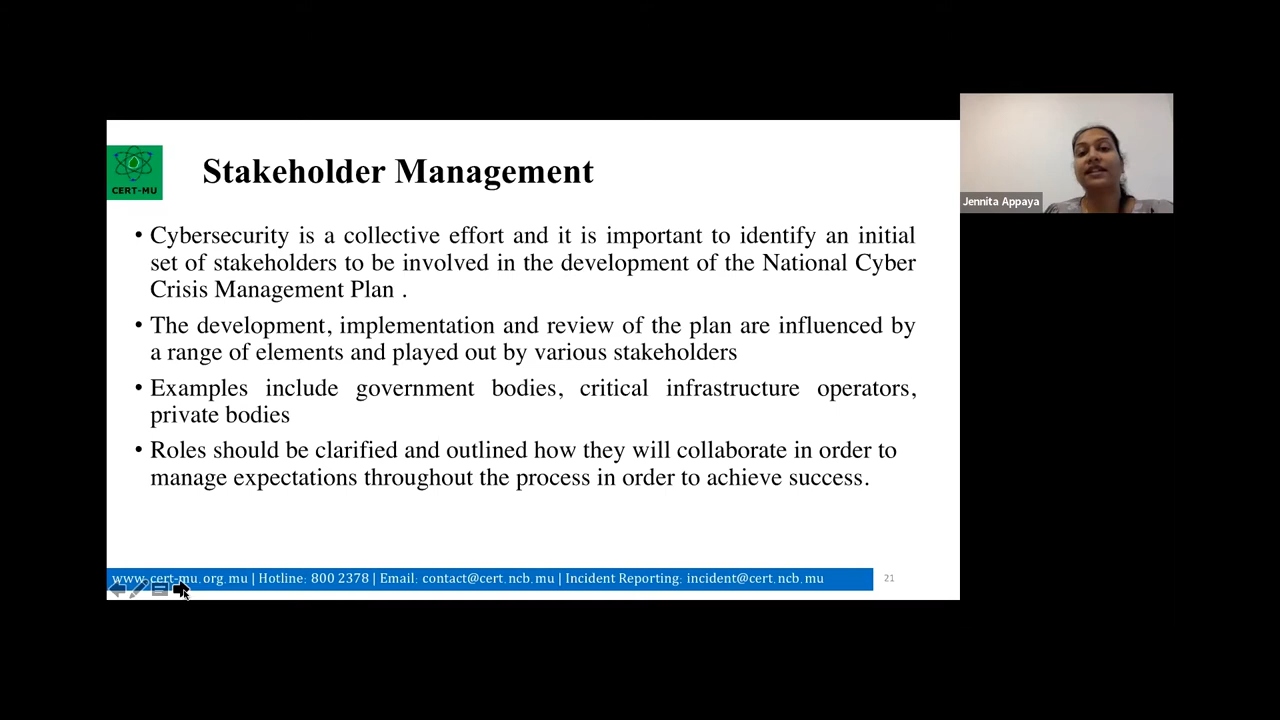 CERT-MU
Stakeholder Management
• Cybersecurity is a collective effort and it is important to identify an initial
set of stakeholders to be involved in the development of the National Cyber
Crisis Management Plan .
• The development, implementation and review of the plan are influenced by
a range of elements and played out by various stakeholders
• Examples include government bodies, critical infrastructure operators,
private bodies
• Roles should be clarified and outlined how they will collaborate in order to
manage expectations throughout the process in order to achieve success.
www.cert-mu.org.mu | Hotline: 800 2378 | Email: contact@cert.ncb.mu | Incident Reporting: incident@cert.ncb.mu
21
Jennita Appaya